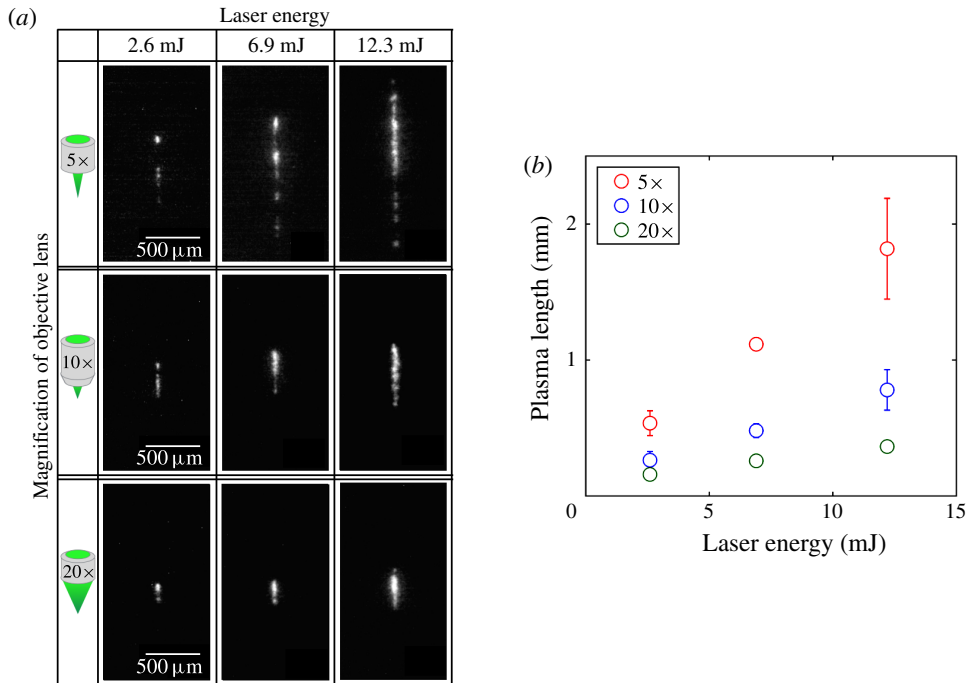 (a)
Laser energy
2.6 mJ 6.9 mJ 12.3 mJ
Magnification of objective lens
5×
500 μm
10×
500 μm
20×
500 μm
(b)
5×
10×
20×
Plasma length (mm)
2
1
0
0 5 10 15
Laser energy (mJ)